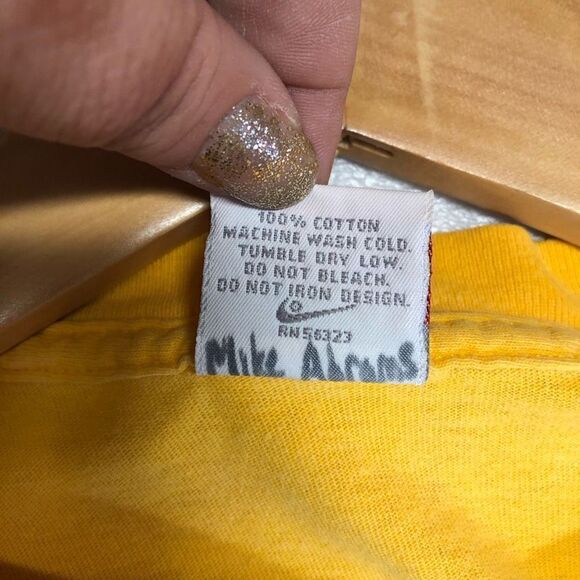 100% COTTON
MACHINE WASH COLD.
TUMBLE DRY LOW.
DO NOT BLEACH.
DO NOT IRON DESIGN.
RN56323
Mike Abrams